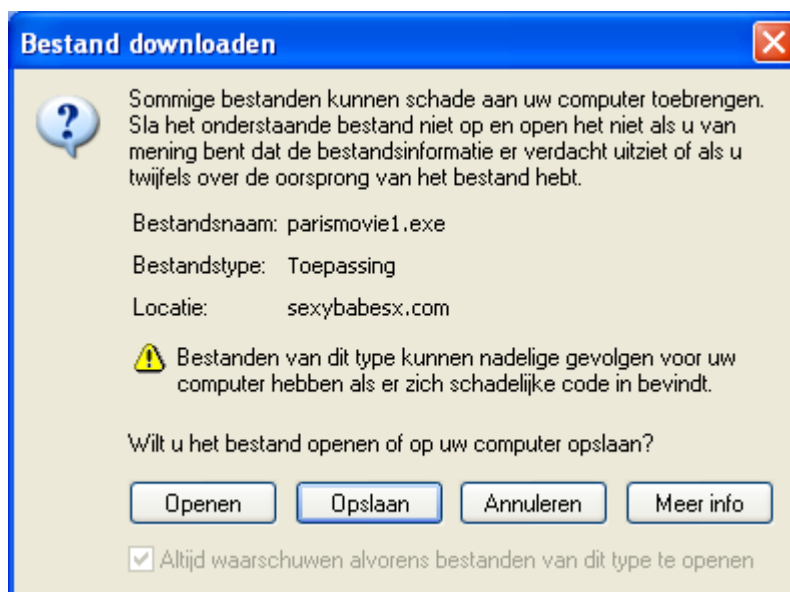 Bestand downloaden
Sommige bestanden kunnen schade aan uw computer toebrengen.
Sla het onderstaande bestand niet op en open het niet als u van
mening bent dat de bestandsinformatie er verdacht uitziet of als u
twijfels over de oorsprong van het bestand hebt.
Bestandsnaam: parismovie1.exe
Bestandstype: Toepassing
Locatie: sexybabesx.com
Bestanden van dit type kunnen nadelige gevolgen voor uw
computer hebben als er zich schadelijke code in bevindt.
Wilt u het bestand openen of op uw computer opslaan?
Openen Opslaan Annuleren Meer info
Altijd waarschuwen alvorens bestanden van dit type te openen